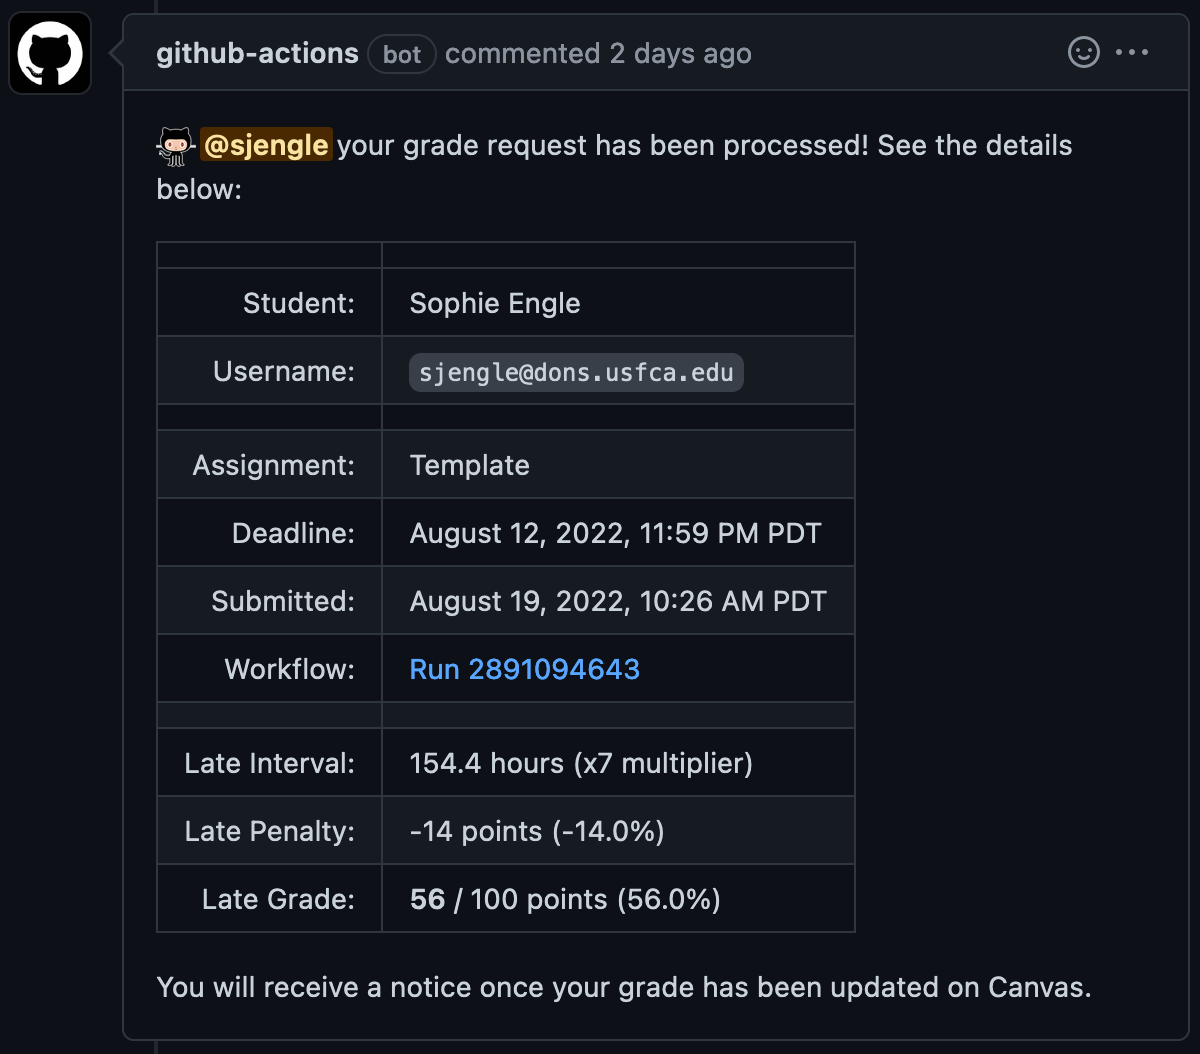 github-actions bot commented 2 days ago
@sjengle your grade request has been processed! See the details
below:
Student: Sophie Engle
Username: sjengle@dons.usfca.edu
Assignment: Template
Deadline: August 12, 2022, 11:59 PM PDT
Submitted: August 19, 2022, 10:26 AM PDT
Workflow: Run 2891094643
Late Interval: 154.4 hours (x7 multiplier)
Late Penalty: -14 points (-14.0%)
Late Grade: 56 / 100 points (56.0%)
You will receive a notice once your grade has been updated on Canvas.